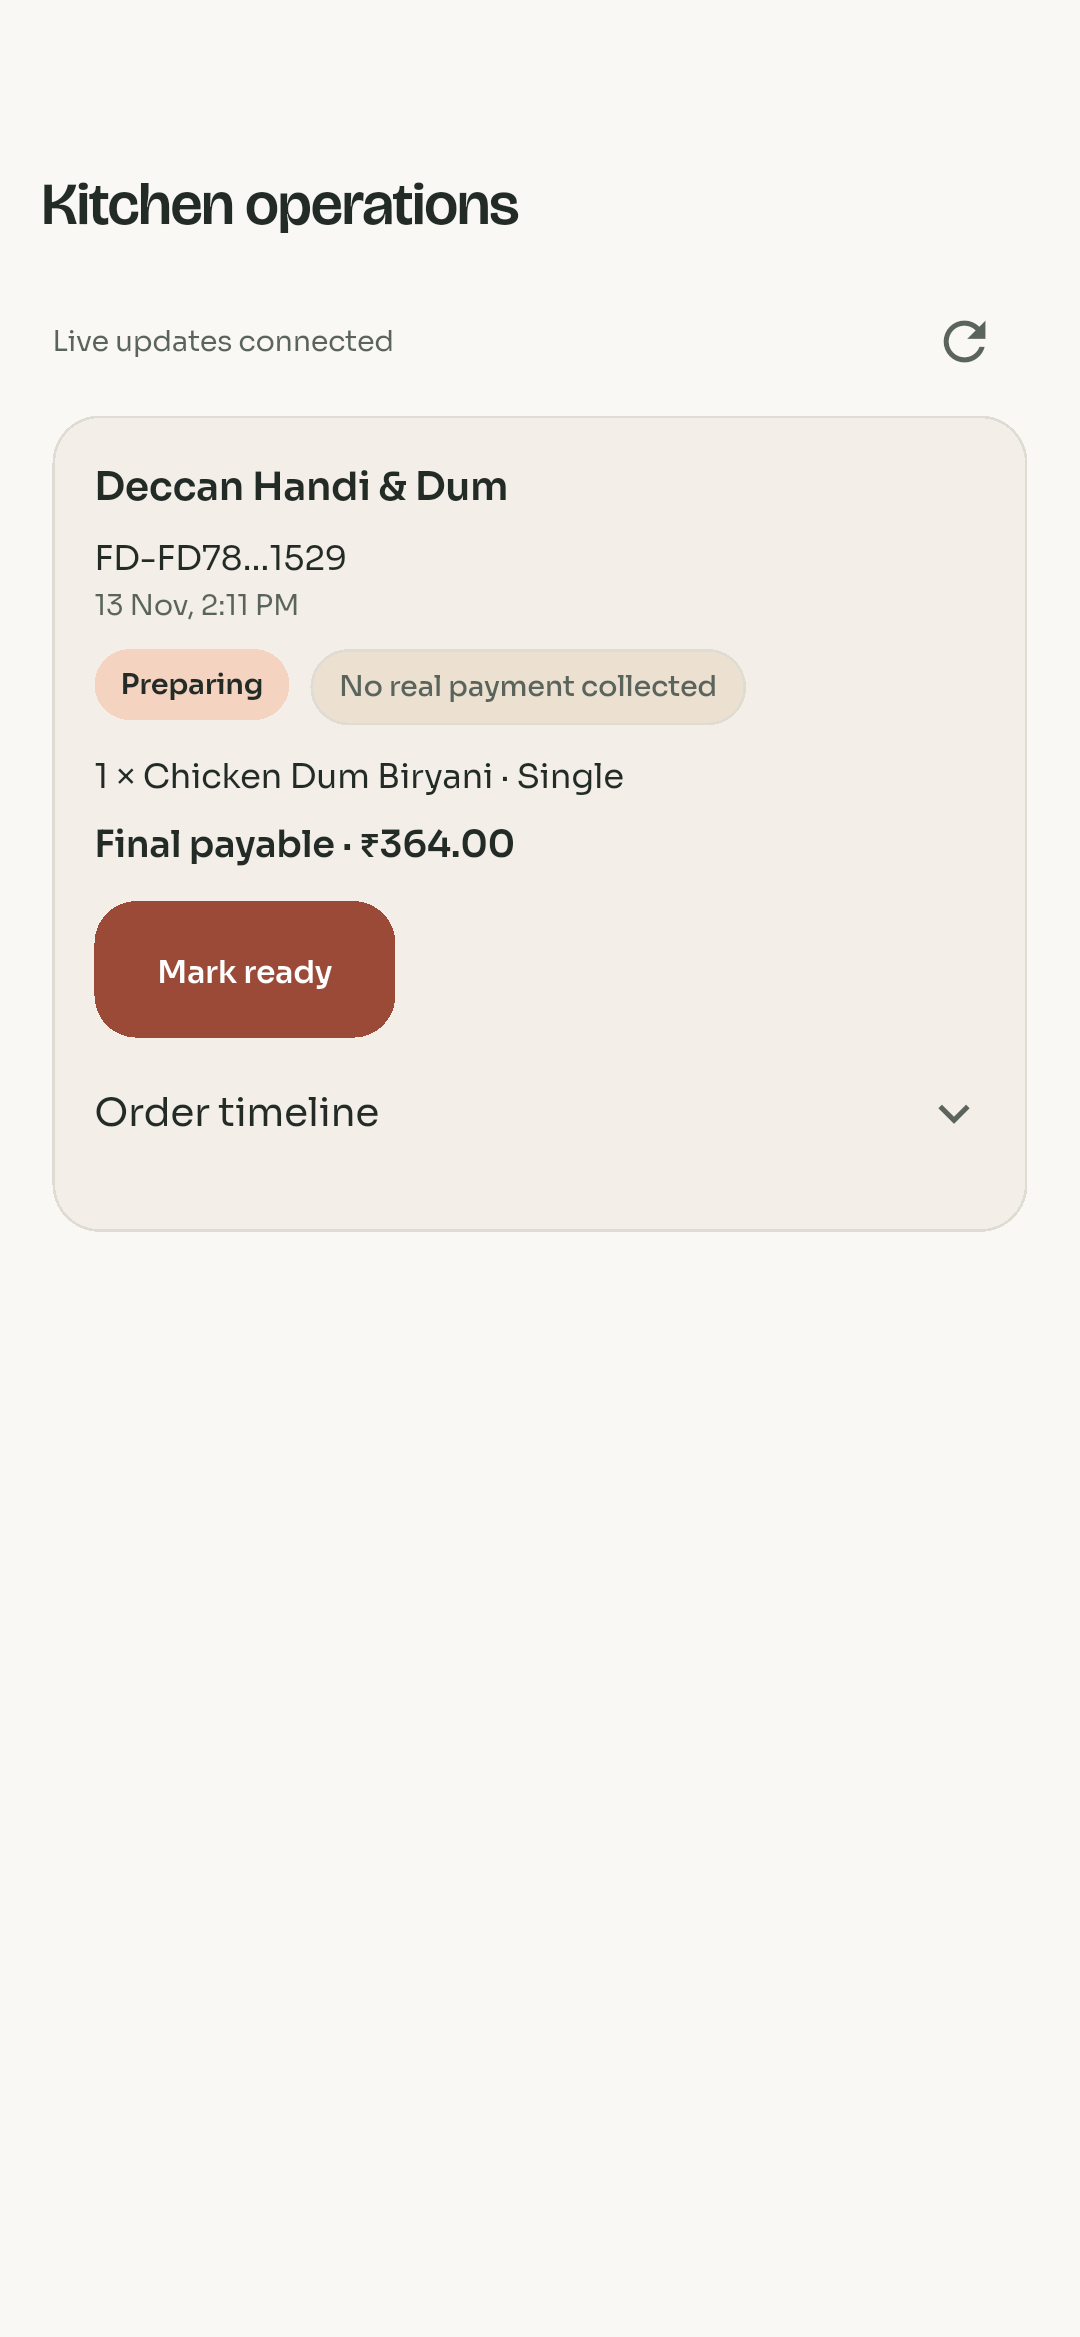 Kitchen operations
Live updates connected
Deccan Handi & Dum
FD-FD78...1529
13 Nov, 2:11 PM
Preparing
No real payment collected
1 × Chicken Dum Biryani · Single
Final payable · ₹364.00
Mark ready
Order timeline